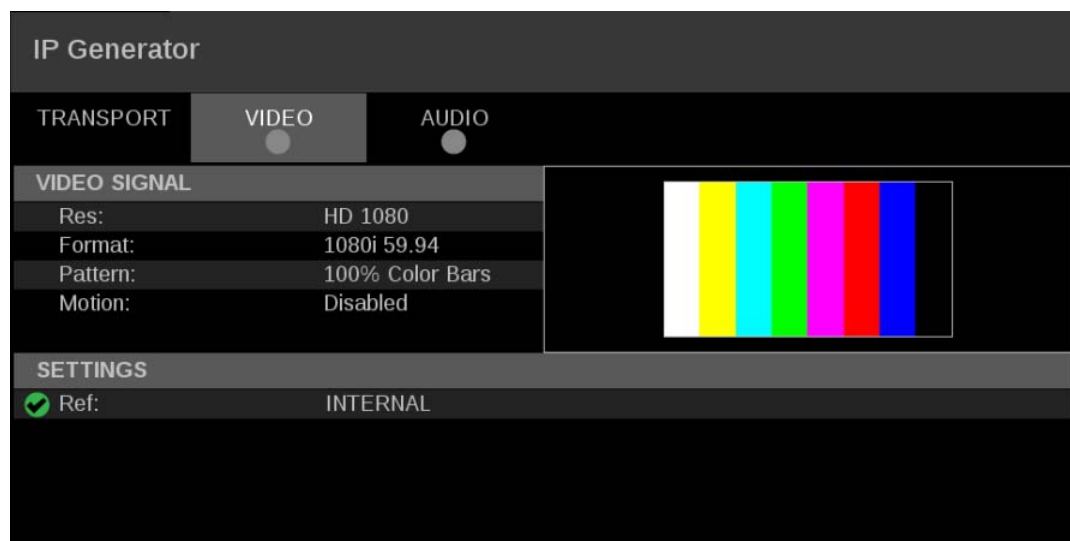 IP Generator
TRANSPORT VIDEO AUDIO
VIDEO SIGNAL
Res: HD 1080
Format: 1080i 59.94
Pattern: 100% Color Bars
Motion: Disabled
SETTINGS
Ref: INTERNAL